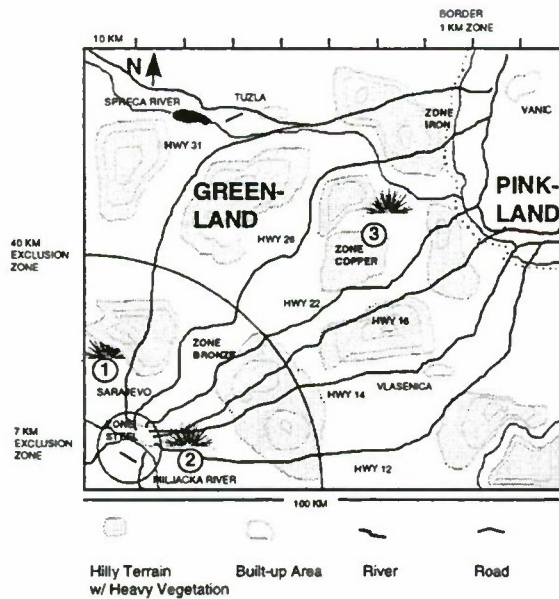 BORDER
1 KM ZONE
10 KM
N
TUZLA
SPRECA RIVER
ZONE
IRON
VANIC
HWY 31
GREEN-
LAND
PINK-
LAND
3
HWY 26
ZONE
COPPER
40 KM
EXCLUSION
ZONE
HWY 22
HWY 16
ZONE
BRONZE
1
SARAJEVO
VLASENICA
HWY 14
ZONE
STEEL
7 KM
EXCLUSION
ZONE
2
HWY 12
MILJACKA RIVER
100 KM
Hilly Terrain
w/ Heavy Vegetation
Built-up Area
River
Road